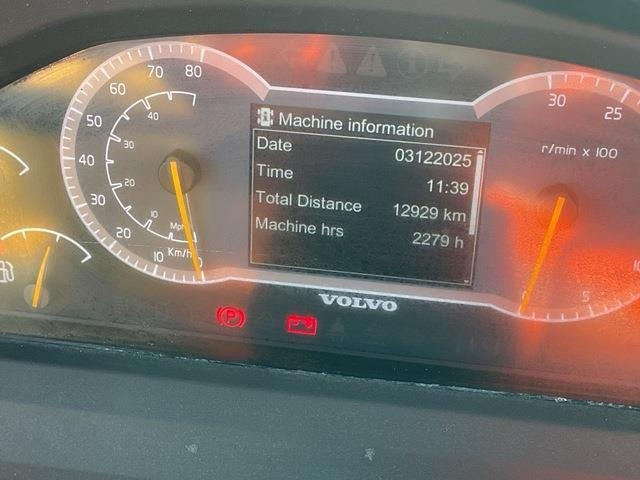 Machine information
Date 03122025
Time 11:39
Total Distance 12929 km
Machine hrs 2279 h
80
70
60
50
40
30
20
10
40
30
20
10
Mph
Km/h
30
25
r/min x 100
10
5
VOLVO
P